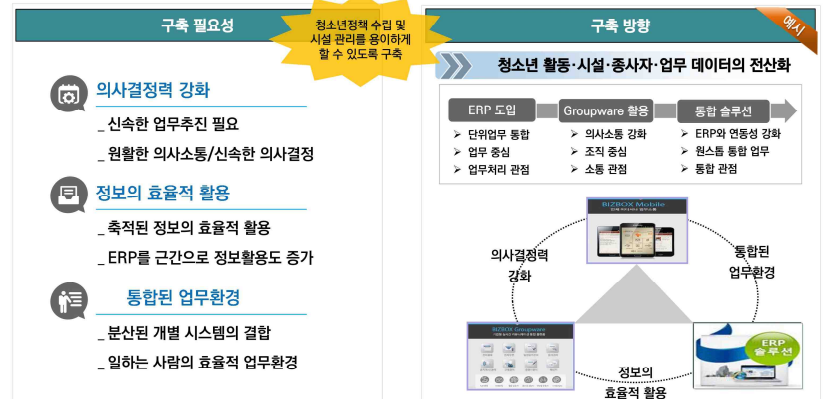 구축 필요성
청소년정책 수립 및
시설 관리를 용이하게
할 수 있도록 구축
의사결정력 강화
_ 신속한 업무추진 필요
_ 원활한 의사소통/신속한 의사결정
정보의 효율적 활용
_ 축적된 정보의 효율적 활용
_ ERP를 근간으로 정보활용도 증가
통합된 업무환경
_ 분산된 개별 시스템의 결합
_ 일하는 사람의 효율적 업무환경
구축 방향
예시
청소년 활동·시설·종사자·업무 데이터의 전산화
ERP 도입
➢ 단위업무 통합
➢ 업무 중심
➢ 업무처리 관점
Groupware 활용
➢ 의사소통 강화
➢ 조직 중심
➢ 소통 관점
통합 솔루션
➢ ERP와 연동성 강화
➢ 원스톱 통합 업무
➢ 통합 관점
BIZBOX Mobile
의사결정력
강화
통합된
업무환경
BIZBOX Groupware
ERP
솔루션
정보의
효율적 활용